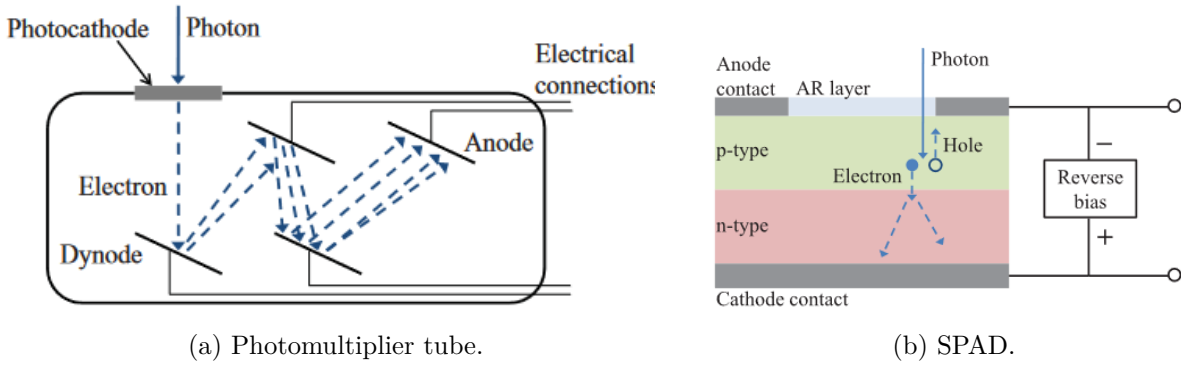 Photocathode
Photon
Electrical
connections
Anode
Electron
Dynode
(a) Photomultiplier tube.
Photon
Anode
contact
AR layer
p-type
Hole
Electron
n-type
Cathode contact
−
Reverse
bias
+
(b) SPAD.